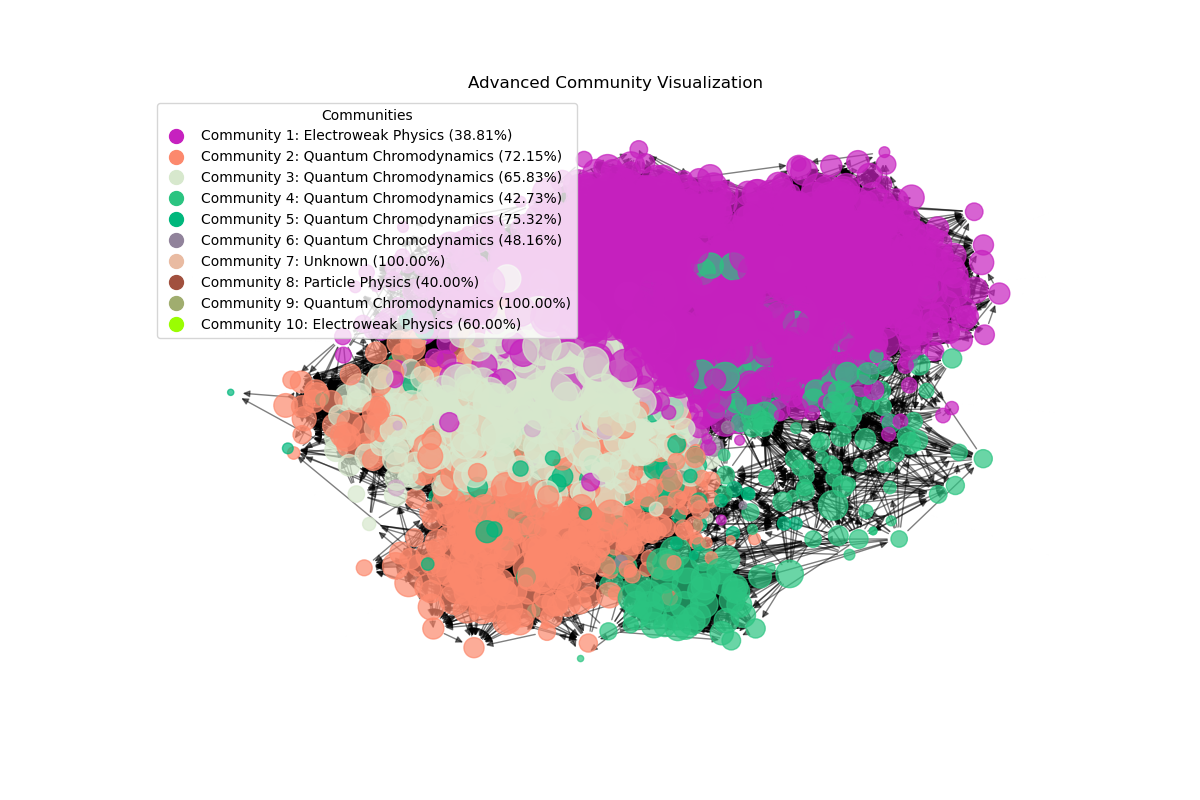 Advanced Community Visualization
Communities
Community 1: Electroweak Physics (38.81%)
Community 2: Quantum Chromodynamics (72.15%)
Community 3: Quantum Chromodynamics (65.83%)
Community 4: Quantum Chromodynamics (42.73%)
Community 5: Quantum Chromodynamics (75.32%)
Community 6: Quantum Chromodynamics (48.16%)
Community 7: Unknown (100.00%)
Community 8: Particle Physics (40.00%)
Community 9: Quantum Chromodynamics (100.00%)
Community 10: Electroweak Physics (60.00%)